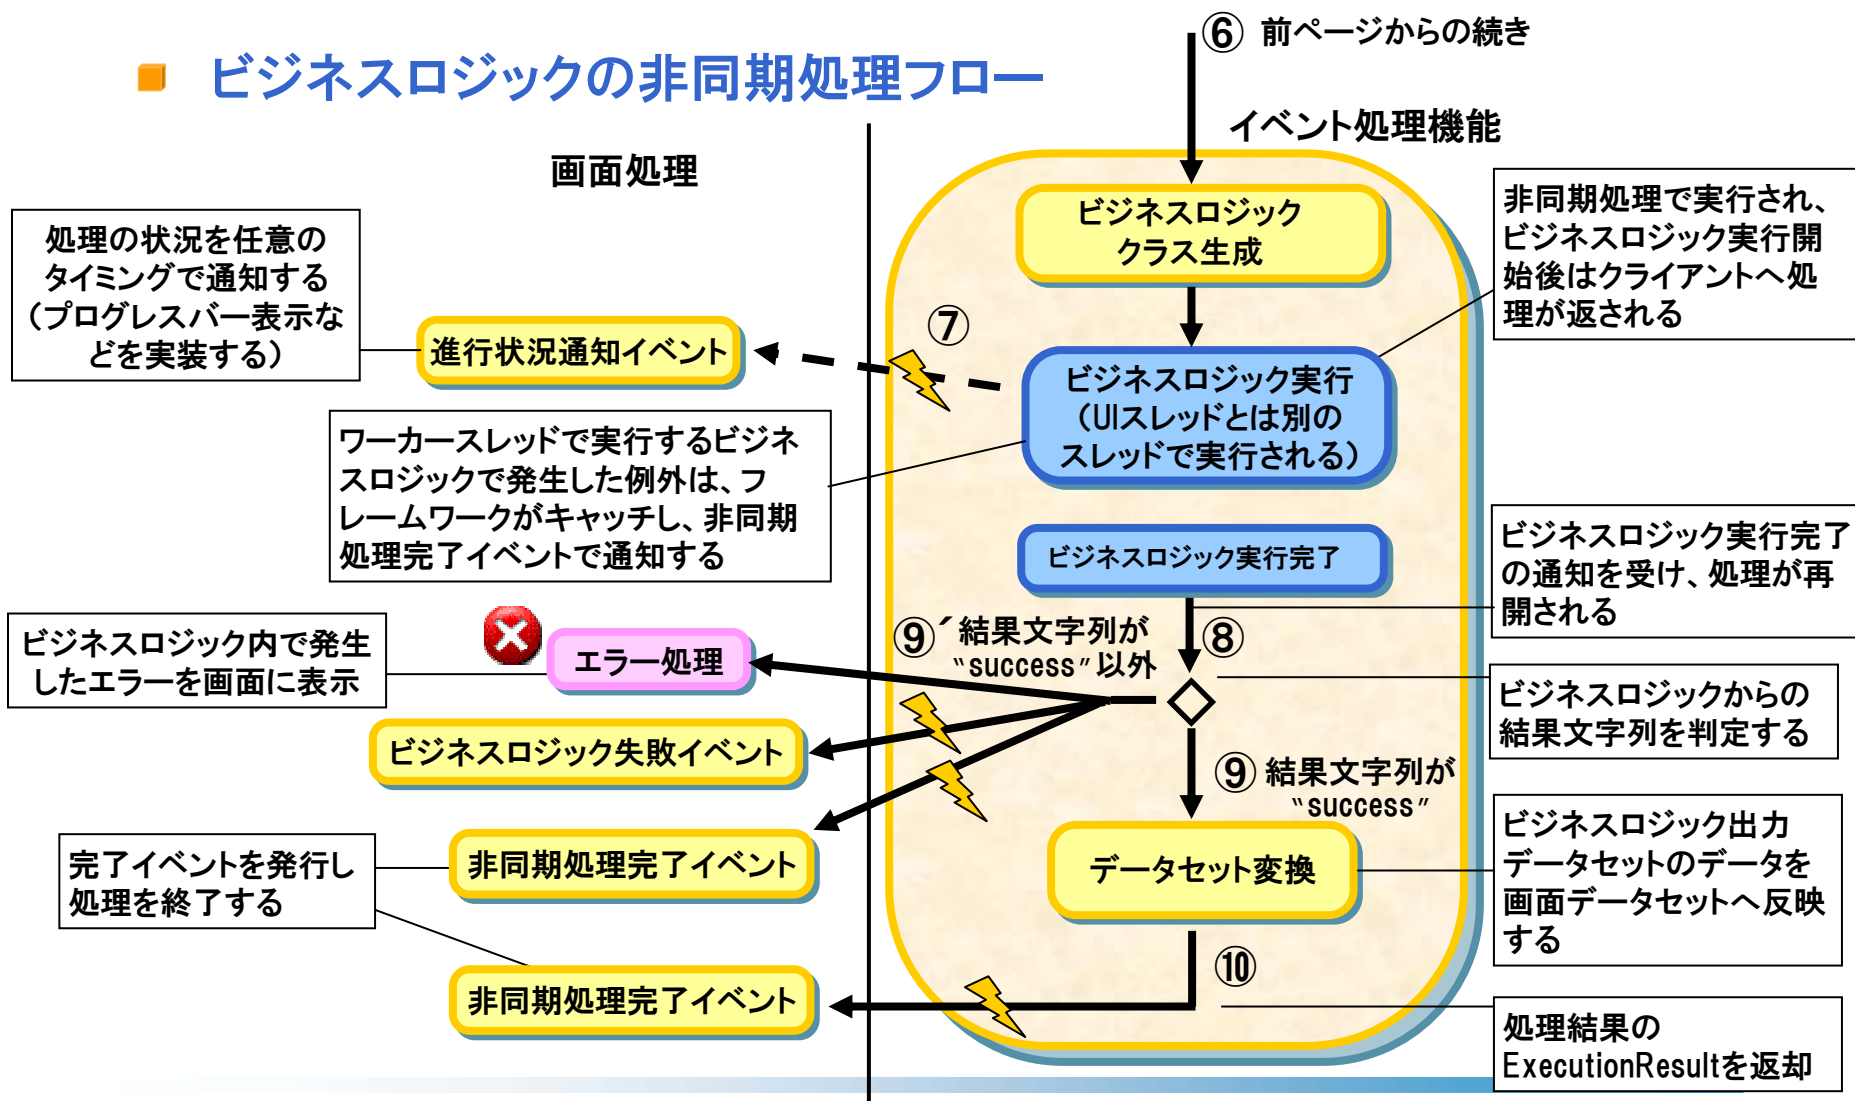 ⑥ 前ページからの続き
ビジネスロジックの非同期処理フロー
イベント処理機能
画面処理
ビジネスロジック
クラス生成
非同期処理で実行され、
ビジネスロジック実行開
始後はクライアントへ処
理が返される
処理の状況を任意の
タイミングで通知する
（プログレスバー表示な
どを実装する）
進行状況通知イベント
⑦
ビジネスロジック実行
（UIスレッドとは別の
スレッドで実行される）
ワーカースレッドで実行するビジネ
スロジックで発生した例外は、フ
レームワークがキャッチし、非同期
処理完了イベントで通知する
ビジネスロジック実行完了
ビジネスロジック実行完了
の通知を受け、処理が再
開される
ビジネスロジック内で発生
したエラーを画面に表示
エラー処理
⑨´結果文字列が
“success”以外
⑧
ビジネスロジックからの
結果文字列を判定する
ビジネスロジック失敗イベント
⑨ 結果文字列が
“success”
完了イベントを発行し
処理を終了する
非同期処理完了イベント
データセット変換
ビジネスロジック出力
データセットのデータを
画面データセットへ反映
する
⑩
非同期処理完了イベント
処理結果の
ExecutionResultを返却